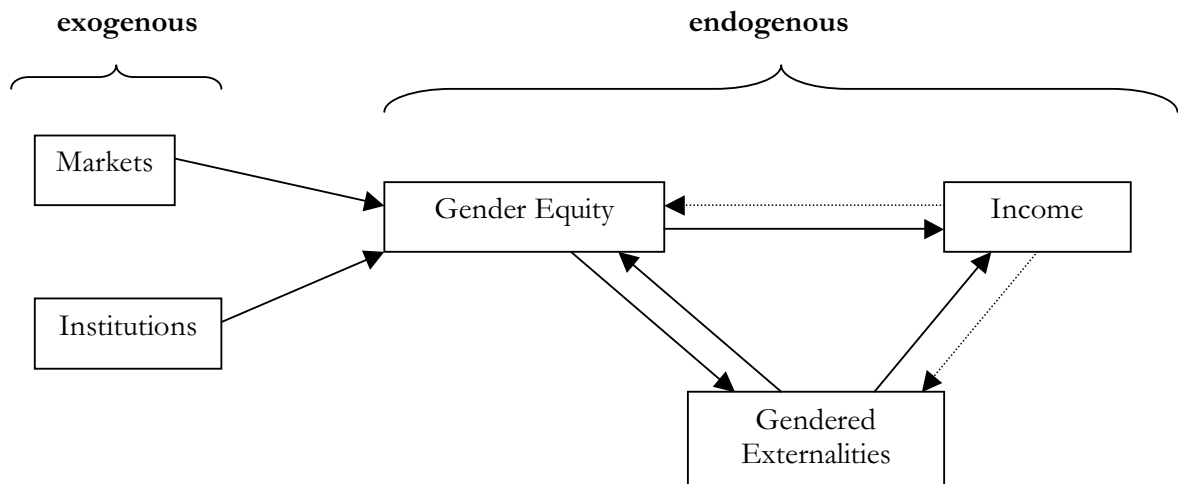 exogenous
endogenous
Markets
Gender Equity
Income
Institutions
Gendered
Externalities